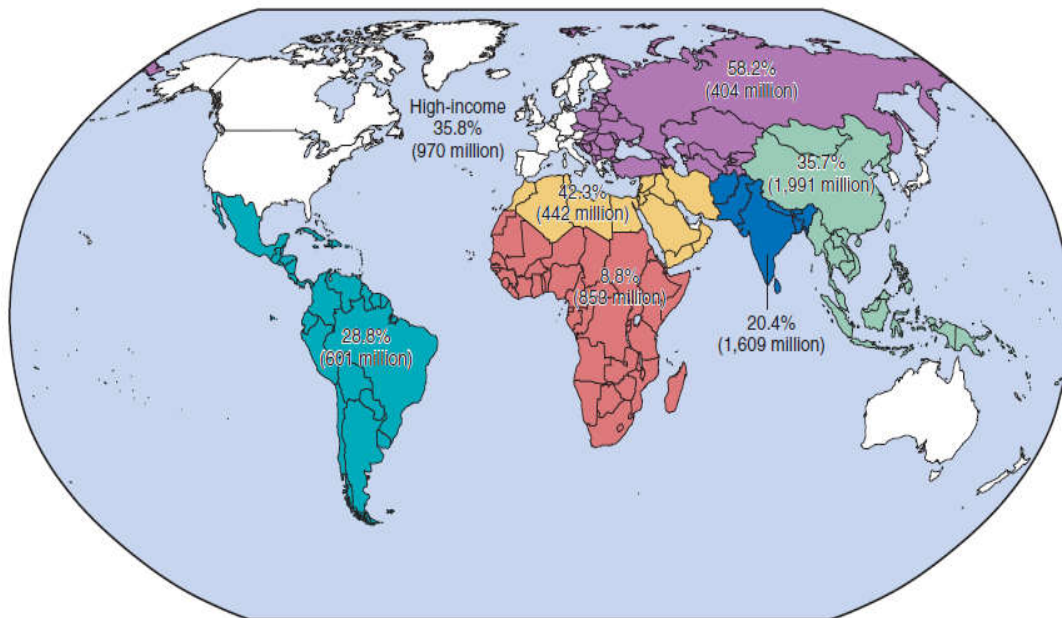 58.2%
(404 million)
High-income
35.8%
(970 million)
35.7%
(1,991 million)
42.3%
(442 million)
8.8%
(858 million)
20.4%
(1,609 million)
28.8%
(601 million)